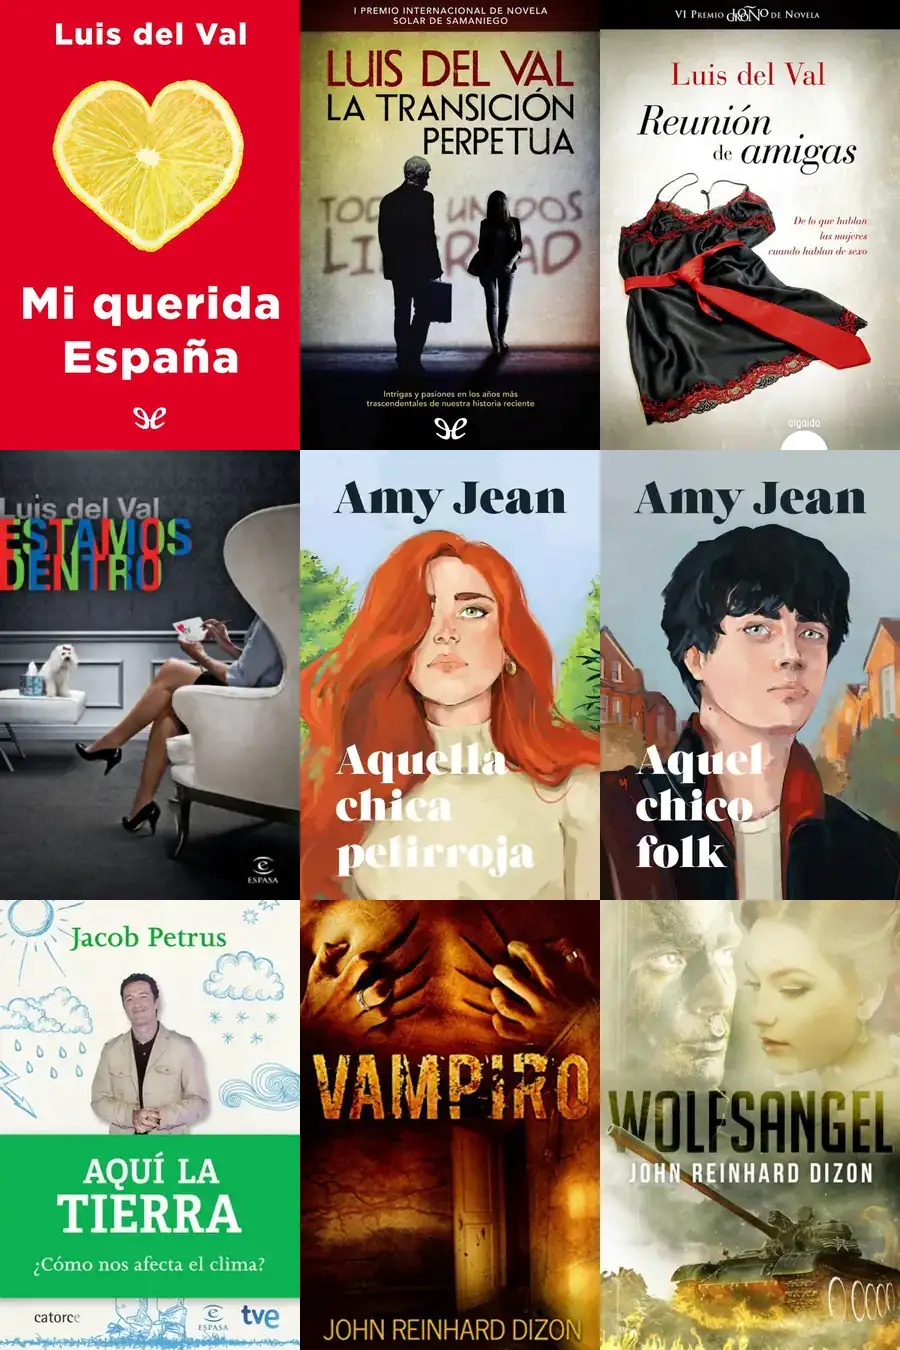 Luis del Val
Mi querida
España
I PREMIO INTERNACIONAL DE NOVELA
SOLAR DE SAMANIEGO
LUIS DEL VAL
LA TRANSICIÓN
PERPETUA
TODOS UNIDOS
LIBERTAD
Intrigas y pasiones en los años más
trascendentales de nuestra historia reciente
VI PREMIO LOGROÑO DE NOVELA
Luis del Val
Reunión
de amigas
De lo que hablan
las mujeres
cuando hablan de sexo
algaida
Luis del Val
ESTAMOS
DENTRO
ESPASA
Amy Jean
Aquella
chica
pelirroja
Amy Jean
y Aquel
chico
folk
Jacob Petrus
AQUÍ LA
TIERRA
¿Cómo nos afecta el clima?
catorce
ESPASA
tve
VAMPIRO
JOHN REINHARD DIZON
WOLFSANGEL
JOHN REINHARD DIZON